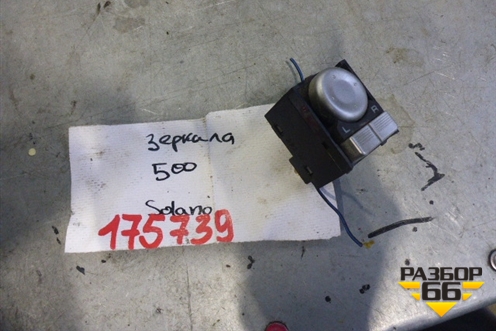 зеркала
500
Solano
175739
L R
РАЗБОР
66